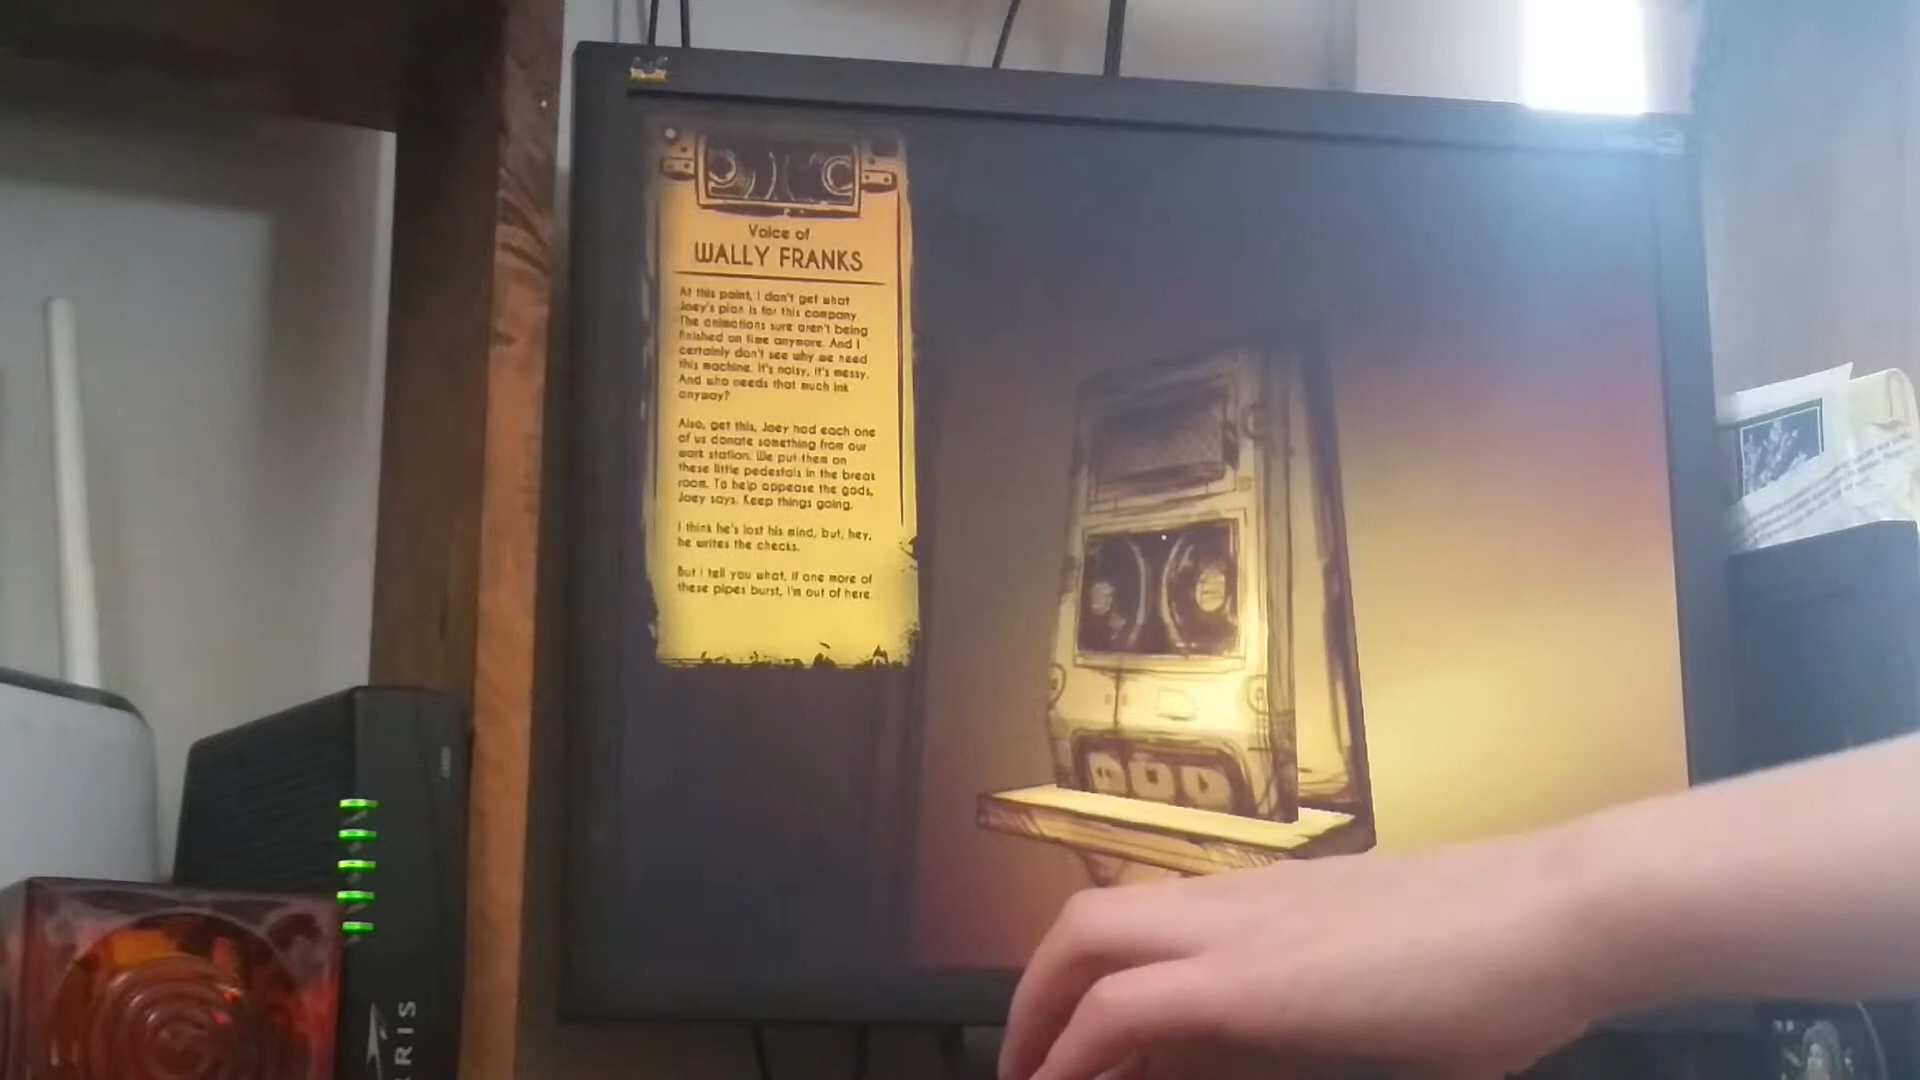 Voice of
WALLY FRANKS
At this point, I don't get what
Joey's plan is for this company.
The animations sure aren't being
finished on time anymore. And I
certainly don't see why we need
this machine. It's noisy, it's messy.
And who needs that much ink
anyway?
Also, get this, Joey had each one
of us donate something from our
work station. We put them on
these little pedestals in the break
room. To help appease the gods,
Joey says. Keep things going.
I think he's lost his mind, but, hey,
he writes the checks.
But I tell you what, if one more of
these pipes burst, I'm out of here.
RRIS